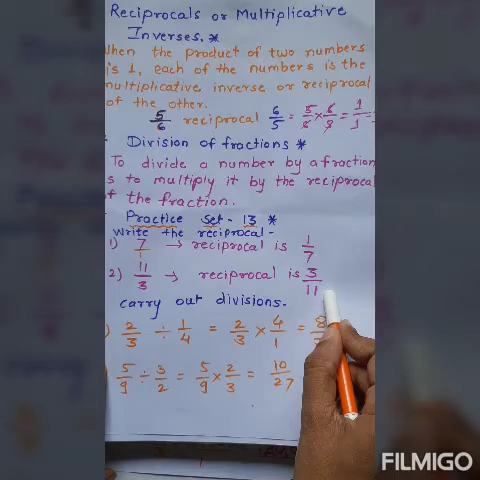 Reciprocals or Multiplicative
Inverses. *
When the product of two numbers
is 1, each of the numbers is the
multiplicative inverse or reciprocal
of the other.
5/6 reciprocal 6/5 = 5/6 × 6/5 = 1/1 =
Division of fractions *
To divide a number by a fraction
is to multiply it by the reciprocal
of the fraction.
Practice Set - 13 *
Write the reciprocal-
1) 7/1 → reciprocal is 1/7
2) 11/3 → reciprocal is 3/11
carry out divisions.
) 2/3 ÷ 1/4 = 2/3 × 4/1 = 8/
5/9 ÷ 3/2 = 5/9 × 2/3 = 10/27
FILMIGO